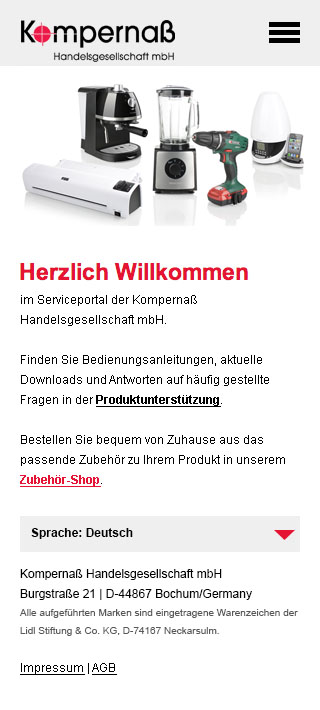 Kompernaß
Handelsgesellschaft mbH
Herzlich Willkommen
im Serviceportal der Kompernaß
Handelsgesellschaft mbH.
Finden Sie Bedienungsanleitungen, aktuelle
Downloads und Antworten auf häufig gestellte
Fragen in der Produktunterstützung.
Bestellen Sie bequem von Zuhause aus das
passende Zubehör zu Ihrem Produkt in unserem
Zubehör-Shop.
Sprache: Deutsch
Kompernaß Handelsgesellschaft mbH
Burgstraße 21 | D-44867 Bochum/Germany
Alle aufgeführten Marken sind eingetragene Warenzeichen der
Lidl Stiftung & Co. KG, D-74167 Neckarsulm.
Impressum | AGB